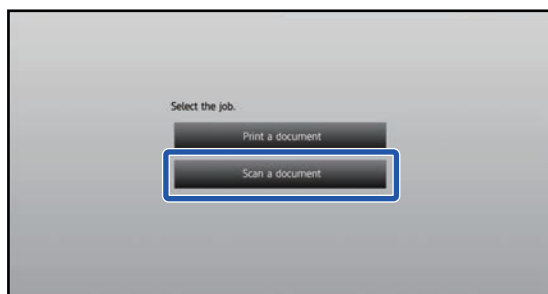 Select the job.
Print a document
Scan a document